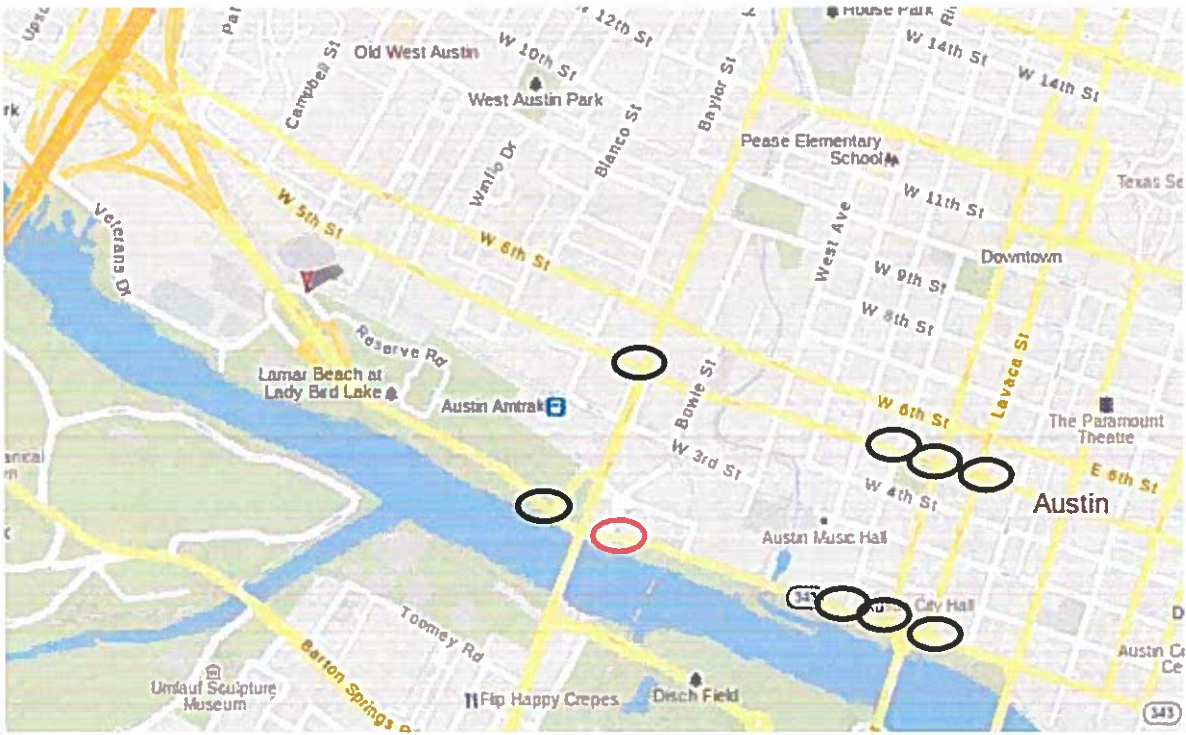 House Park
W 12th St
W 14th St
W 14th St
Old West Austin
W 10th St
Campbell St
West Austin Park
Baylor St
Blanco St
Pease Elementary
School
W 11th St
Winflo Dr
W 5th St
W 6th St
Veterans Dr
West Ave
Downtown
W 9th St
W 8th St
Reserve Rd
Lamar Beach at
Lady Bird Lake
Austin Amtrak
Bowie St
Lavaca St
W 6th St
The Paramount
Theatre
W 3rd St
W 4th St
E 6th St
Austin
Austin Music Hall
City Hall
Toomey Rd
Barton Springs
Umlauf Sculpture
Museum
Flip Happy Crepes
Disch Field
343